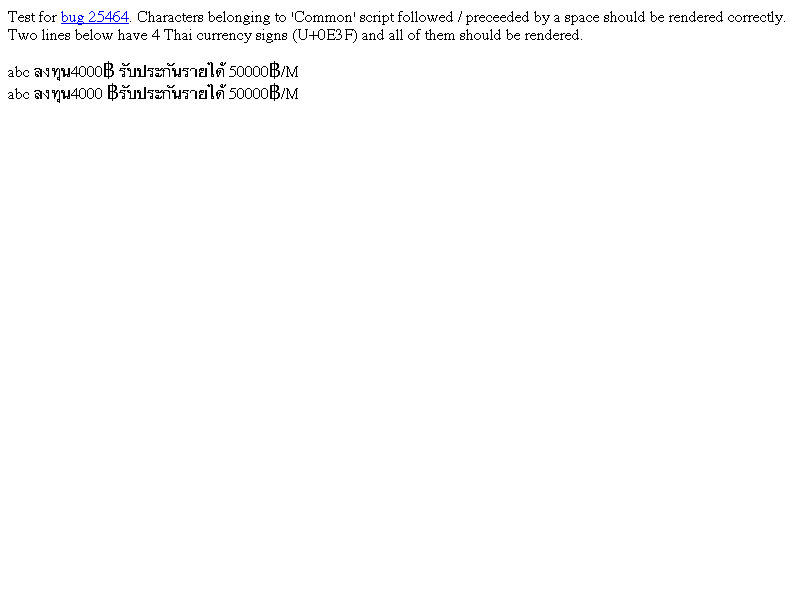 Test for bug 25464. Characters belonging to 'Common' script followed / preceeded by a space should be rendered correctly.
Two lines below have 4 Thai currency signs (U+0E3F) and all of them should be rendered.
abc ลงทุน4000฿ รับประกันรายได้ 50000฿/M
abc ลงทุน4000 ฿รับประกันรายได้ 50000฿/M